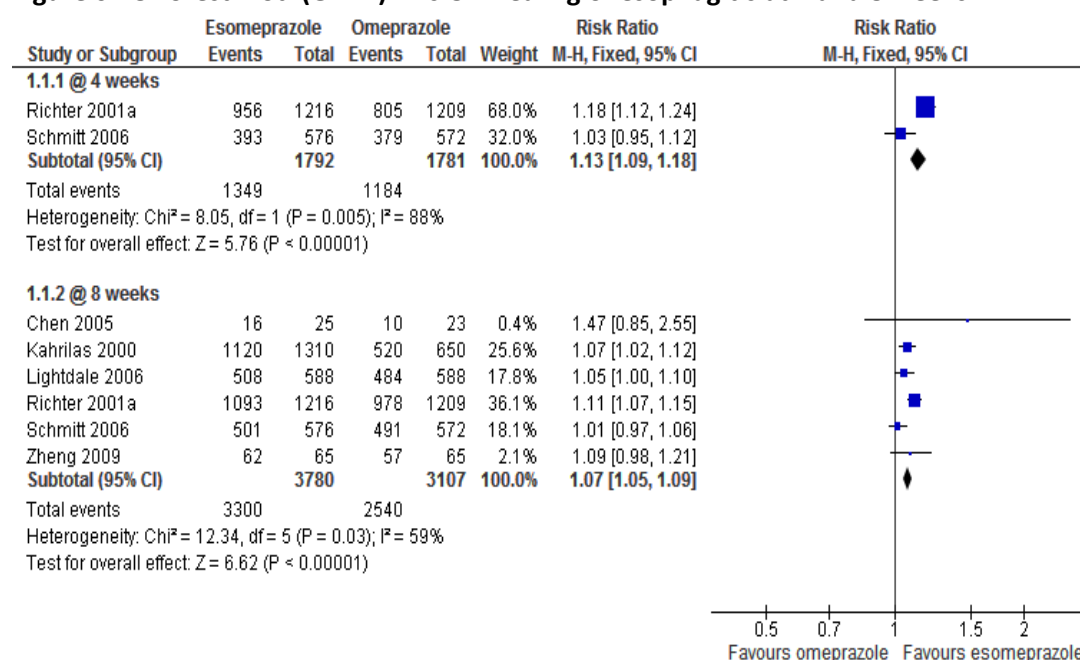 Esomeprazole Omeprazole Risk Ratio Risk Ratio
Study or Subgroup Events Total Events Total Weight M-H, Fixed, 95% CI M-H, Fixed, 95% CI
1.1.1 @ 4 weeks
Richter 2001a 956 1216 805 1209 68.0% 1.18 [1.12, 1.24]
Schmitt 2006 393 576 379 572 32.0% 1.03 [0.95, 1.12]
Subtotal (95% CI) 1792 1781 100.0% 1.13 [1.09, 1.18]
Total events 1349 1184
Heterogeneity: Chi² = 8.05, df = 1 (P = 0.005); I² = 88%
Test for overall effect: Z = 5.76 (P < 0.00001)
1.1.2 @ 8 weeks
Chen 2005 16 25 10 23 0.4% 1.47 [0.85, 2.55]
Kahrilas 2000 1120 1310 520 650 25.6% 1.07 [1.02, 1.12]
Lightdale 2006 508 588 484 588 17.8% 1.05 [1.00, 1.10]
Richter 2001a 1093 1216 978 1209 36.1% 1.11 [1.07, 1.15]
Schmitt 2006 501 576 491 572 18.1% 1.01 [0.97, 1.06]
Zheng 2009 62 65 57 65 2.1% 1.09 [0.98, 1.21]
Subtotal (95% CI) 3780 3107 100.0% 1.07 [1.05, 1.09]
Total events 3300 2540
Heterogeneity: Chi² = 12.34, df = 5 (P = 0.03); I² = 59%
Test for overall effect: Z = 6.62 (P < 0.00001)
0.5 0.7 1 1.5 2
Favours omeprazole Favours esomeprazole